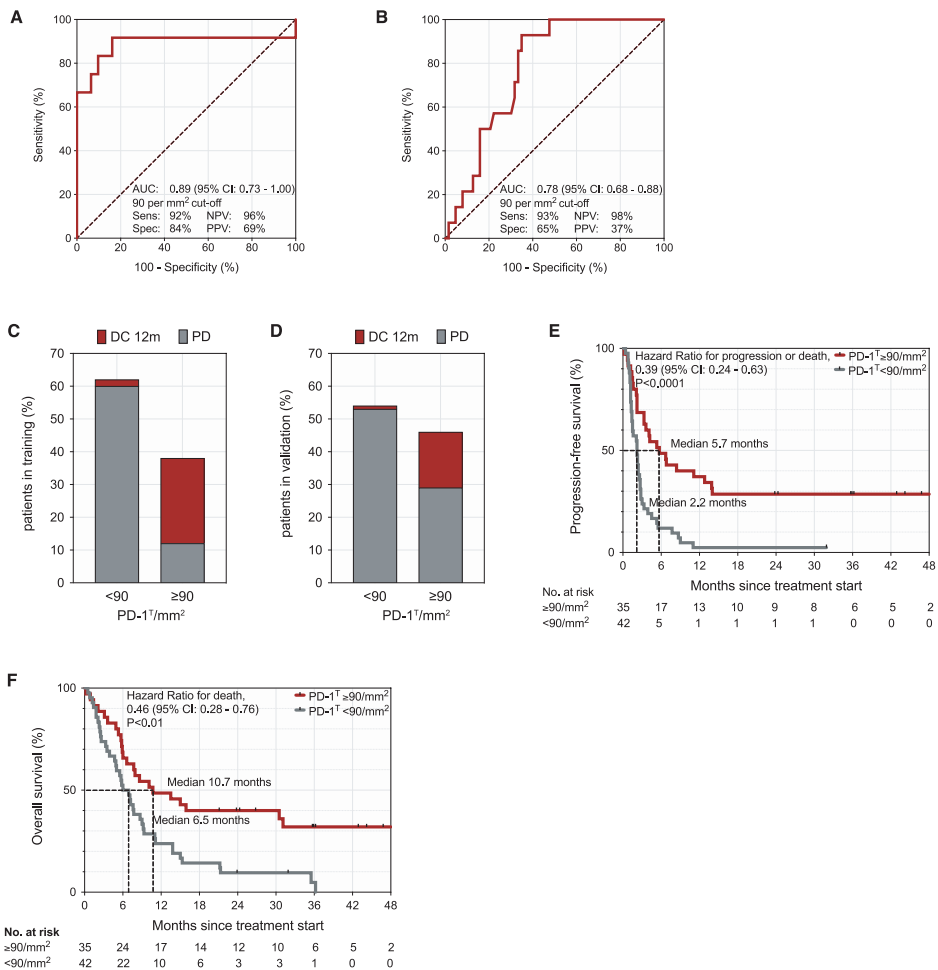 A
B
100
80
60
40
20
0
Sensitivity (%)
AUC: 0.89 (95% CI: 0.73 - 1.00)
90 per mm² cut-off
Sens: 92% NPV: 96%
Spec: 84% PPV: 69%
0 20 40 60 80 100
100 - Specificity (%)
100
80
60
40
20
0
Sensitivity (%)
AUC: 0.78 (95% CI: 0.68 - 0.88)
90 per mm² cut-off
Sens: 93% NPV: 98%
Spec: 65% PPV: 37%
0 20 40 60 80 100
100 - Specificity (%)
C
DC 12m PD
70
60
50
40
30
20
10
0
patients in training (%)
<90 ≥90
PD-1ᵀ/mm²
D
DC 12m PD
70
60
50
40
30
20
10
0
patients in validation (%)
<90 ≥90
PD-1ᵀ/mm²
E
100
50
0
Progression-free survival (%)
Hazard Ratio for progression or death,
0.39 (95% CI: 0.24 - 0.63)
P<0.0001
PD-1ᵀ≥90/mm²
PD-1ᵀ<90/mm²
Median 5.7 months
Median 2.2 months
0 6 12 18 24 30 36 42 48
Months since treatment start
No. at risk
≥90/mm² 35 17 13 10 9 8 6 5 2
<90/mm² 42 5 1 1 1 1 0 0 0
F
100
50
0
Overall survival (%)
Hazard Ratio for death,
0.46 (95% CI: 0.28 - 0.76)
P<0.01
PD-1ᵀ ≥90/mm²
PD-1ᵀ <90/mm²
Median 10.7 months
Median 6.5 months
0 6 12 18 24 30 36 42 48
Months since treatment start
No. at risk
≥90/mm² 35 24 17 14 12 10 6 5 2
<90/mm² 42 22 10 6 3 3 1 0 0